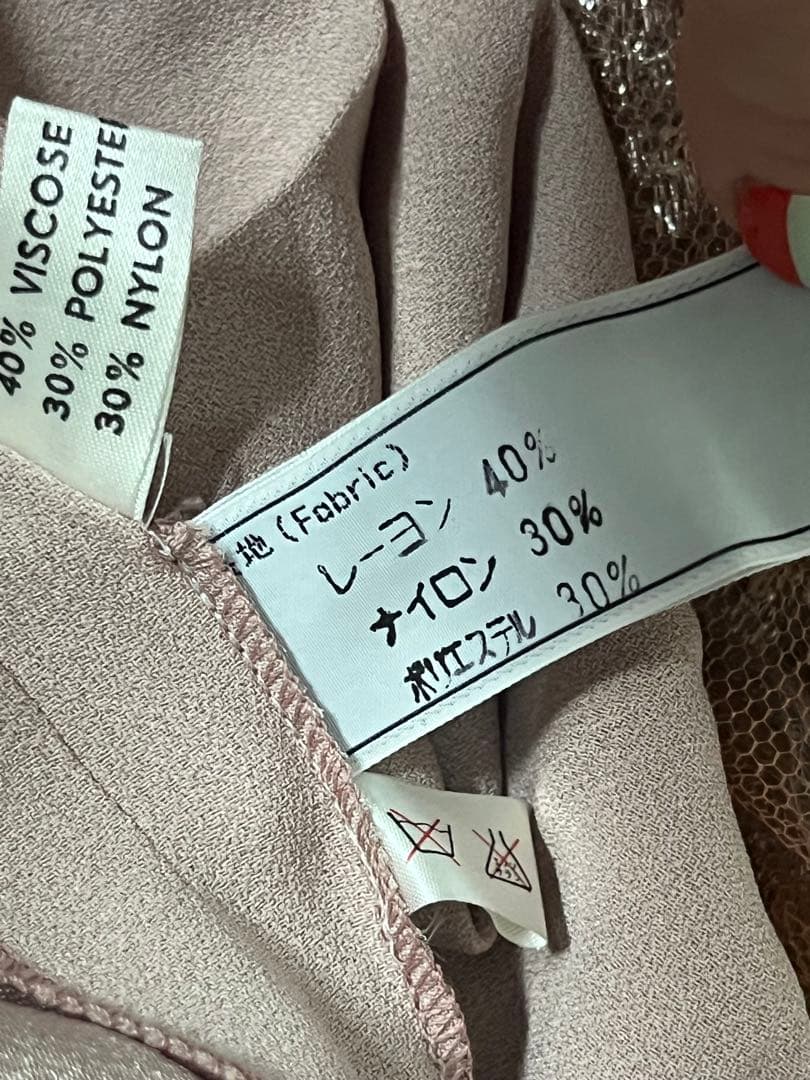 40% VISCOSE
30% POLYESTER
30% NYLON
地 (Fabric)
レーヨン 40%
ナイロン 30%
ポリエステル 30%